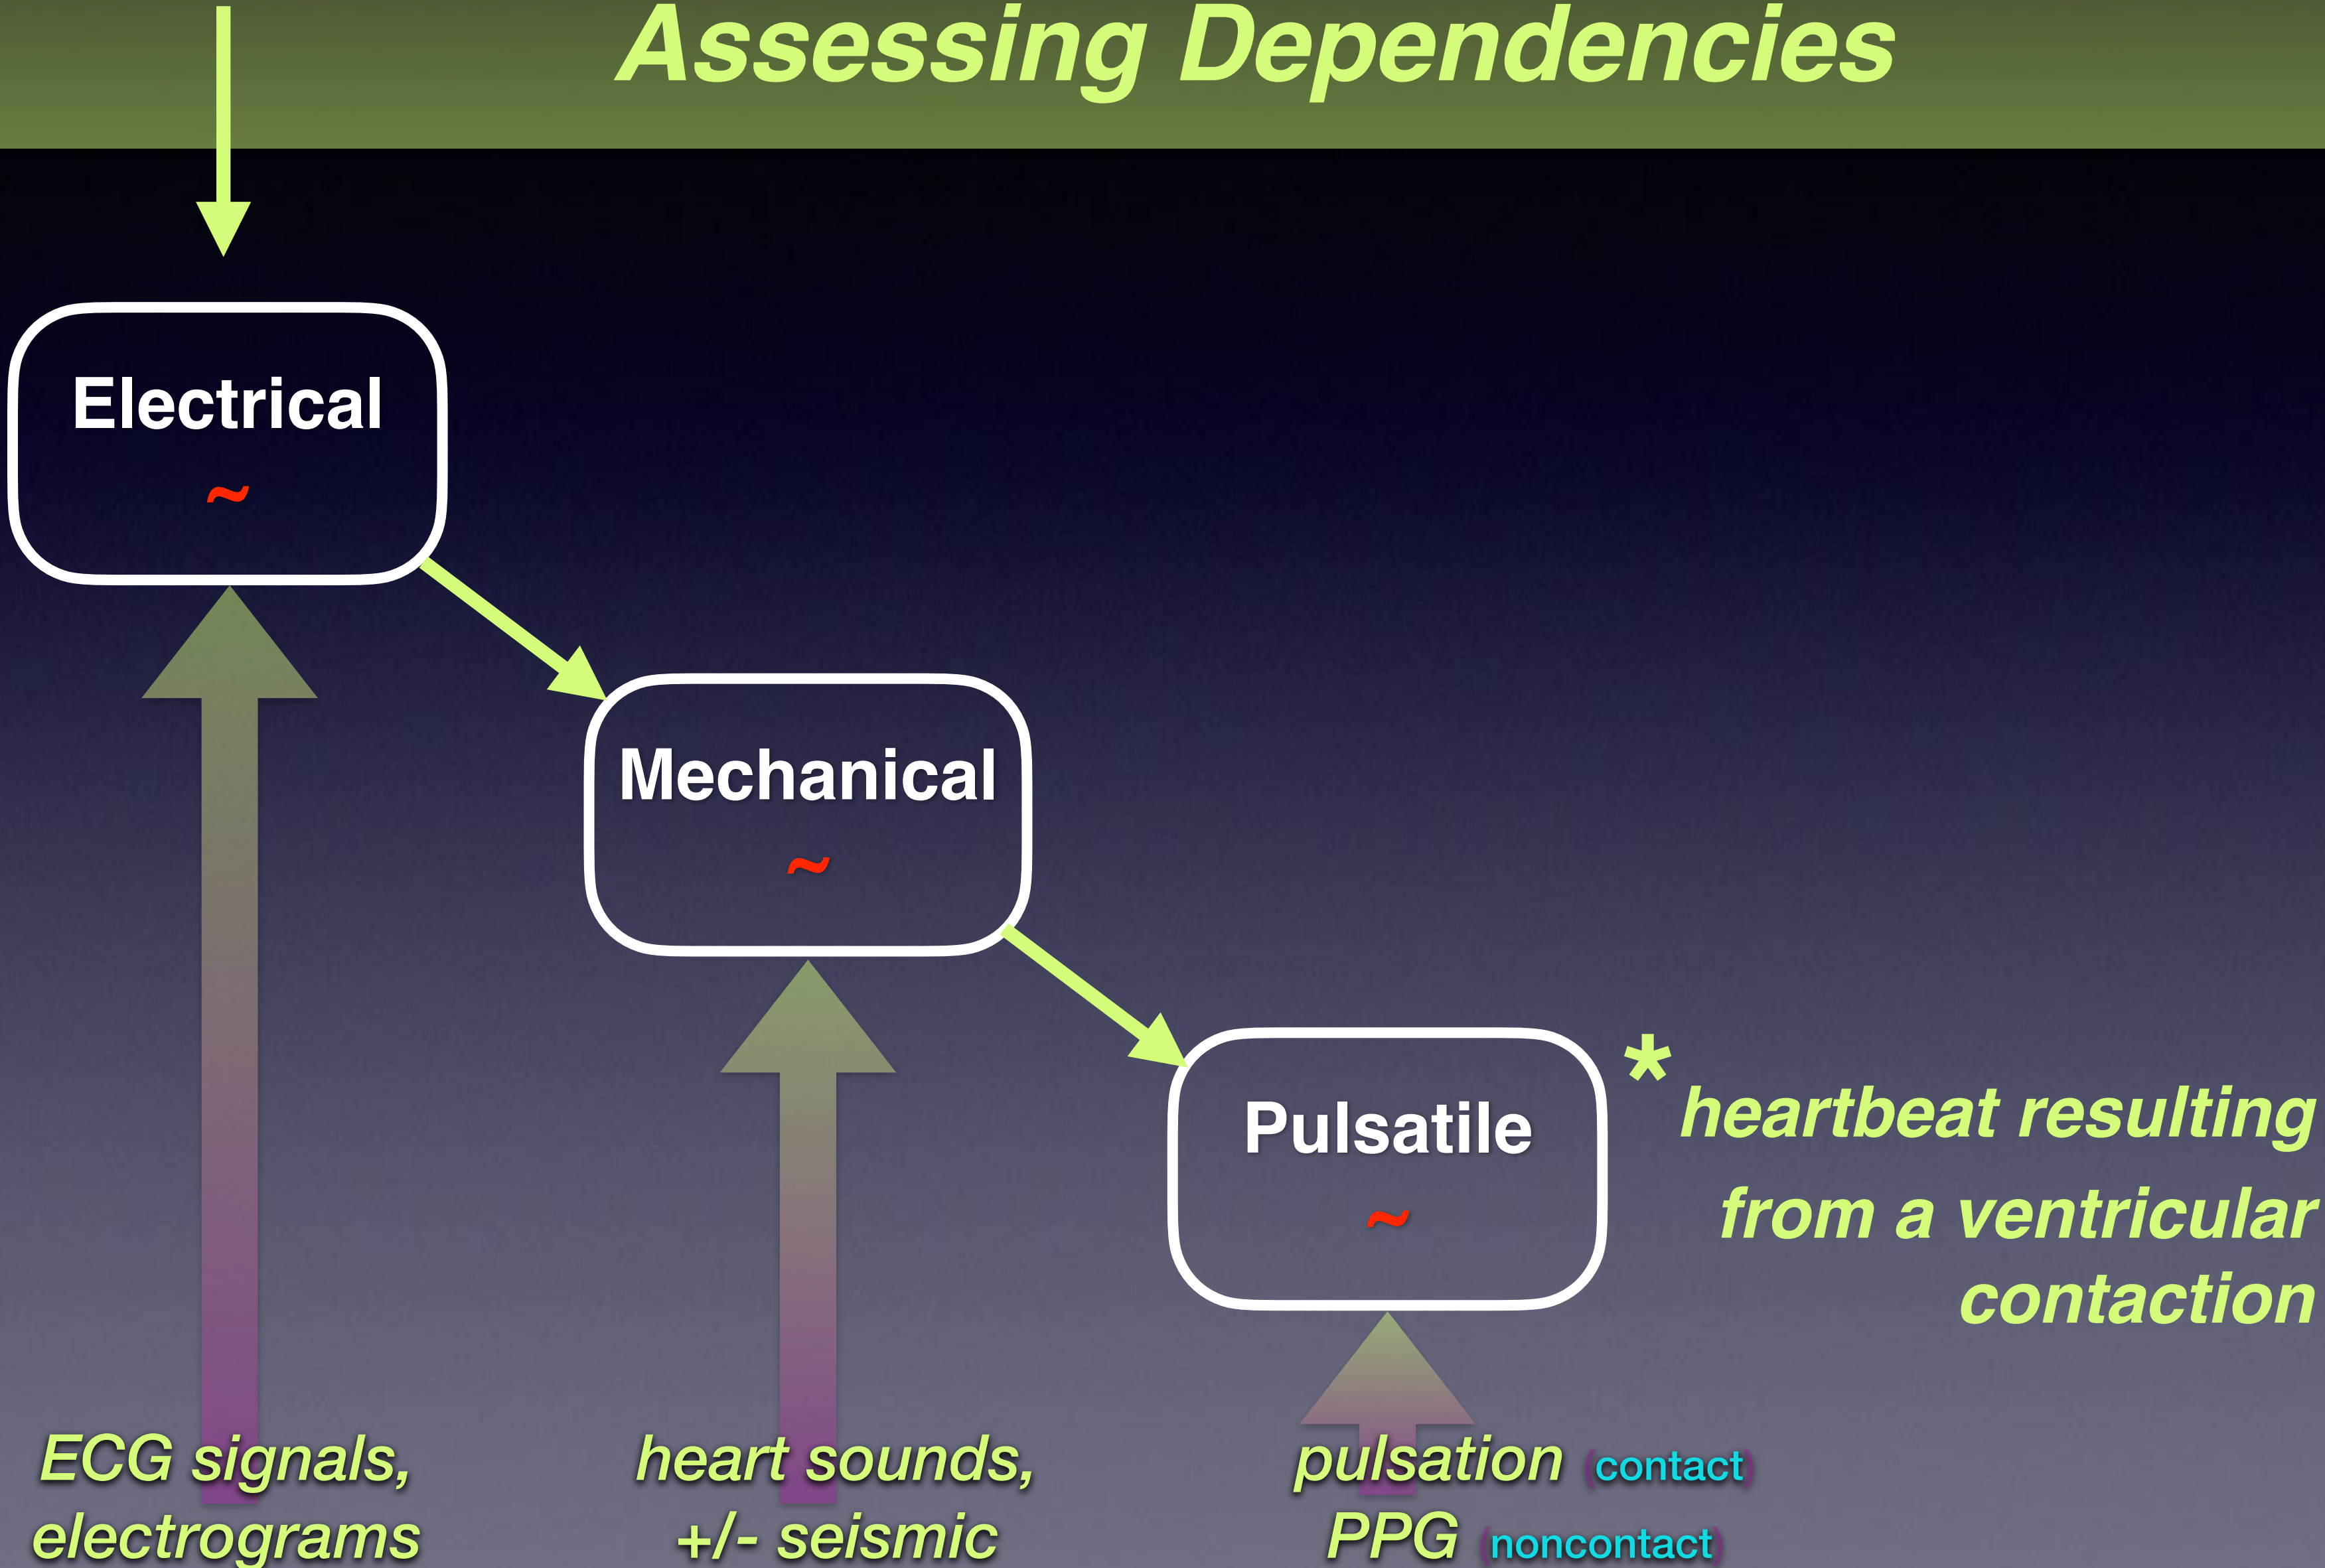 Assessing Dependencies
Electrical
~
Mechanical
~
Pulsatile
~
*
heartbeat resulting
from a ventricular
contaction
ECG signals,
electrograms
heart sounds,
+/- seismic
pulsation (contact)
PPG (noncontact)